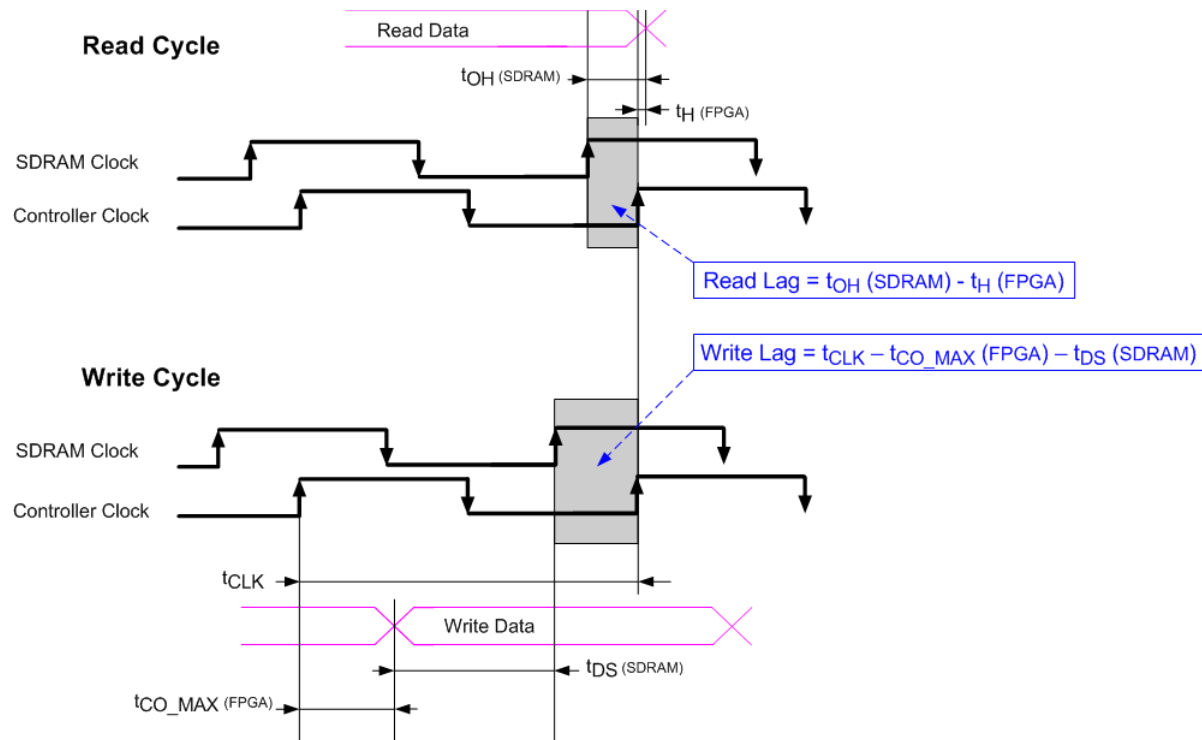 Read Data
Read Cycle
tOH (SDRAM)
tH (FPGA)
SDRAM Clock
Controller Clock
Read Lag = tOH (SDRAM) - tH (FPGA)
Write Lag = tCLK – tCO_MAX (FPGA) – tDS (SDRAM)
Write Cycle
SDRAM Clock
Controller Clock
tCLK
Write Data
tDS (SDRAM)
tCO_MAX (FPGA)